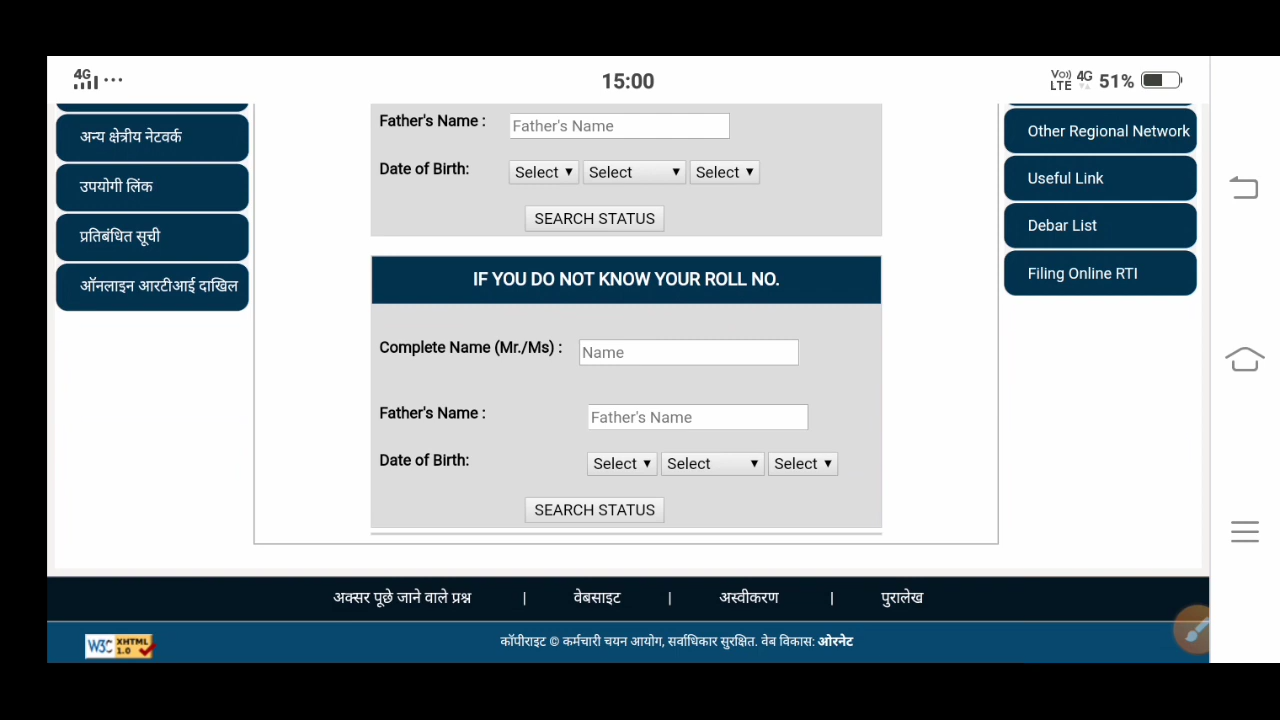 4G ...
15:00
Vo)) LTE 4G 51%
अन्य क्षेत्रीय नेटवर्क
उपयोगी लिंक
प्रतिबंधित सूची
ऑनलाइन आरटीआई दाखिल
Father's Name : Father's Name
Date of Birth: Select Select Select
SEARCH STATUS
IF YOU DO NOT KNOW YOUR ROLL NO.
Complete Name (Mr./Ms) : Name
Father's Name : Father's Name
Date of Birth: Select Select Select
SEARCH STATUS
Other Regional Network
Useful Link
Debar List
Filing Online RTI
अक्सर पूछे जाने वाले प्रश्न | वेबसाइट | अस्वीकरण | पुरालेख
W3C XHTML 1.0
कॉपीराइट © कर्मचारी चयन आयोग, सर्वाधिकार सुरक्षित. वेब विकास: ओरनेट